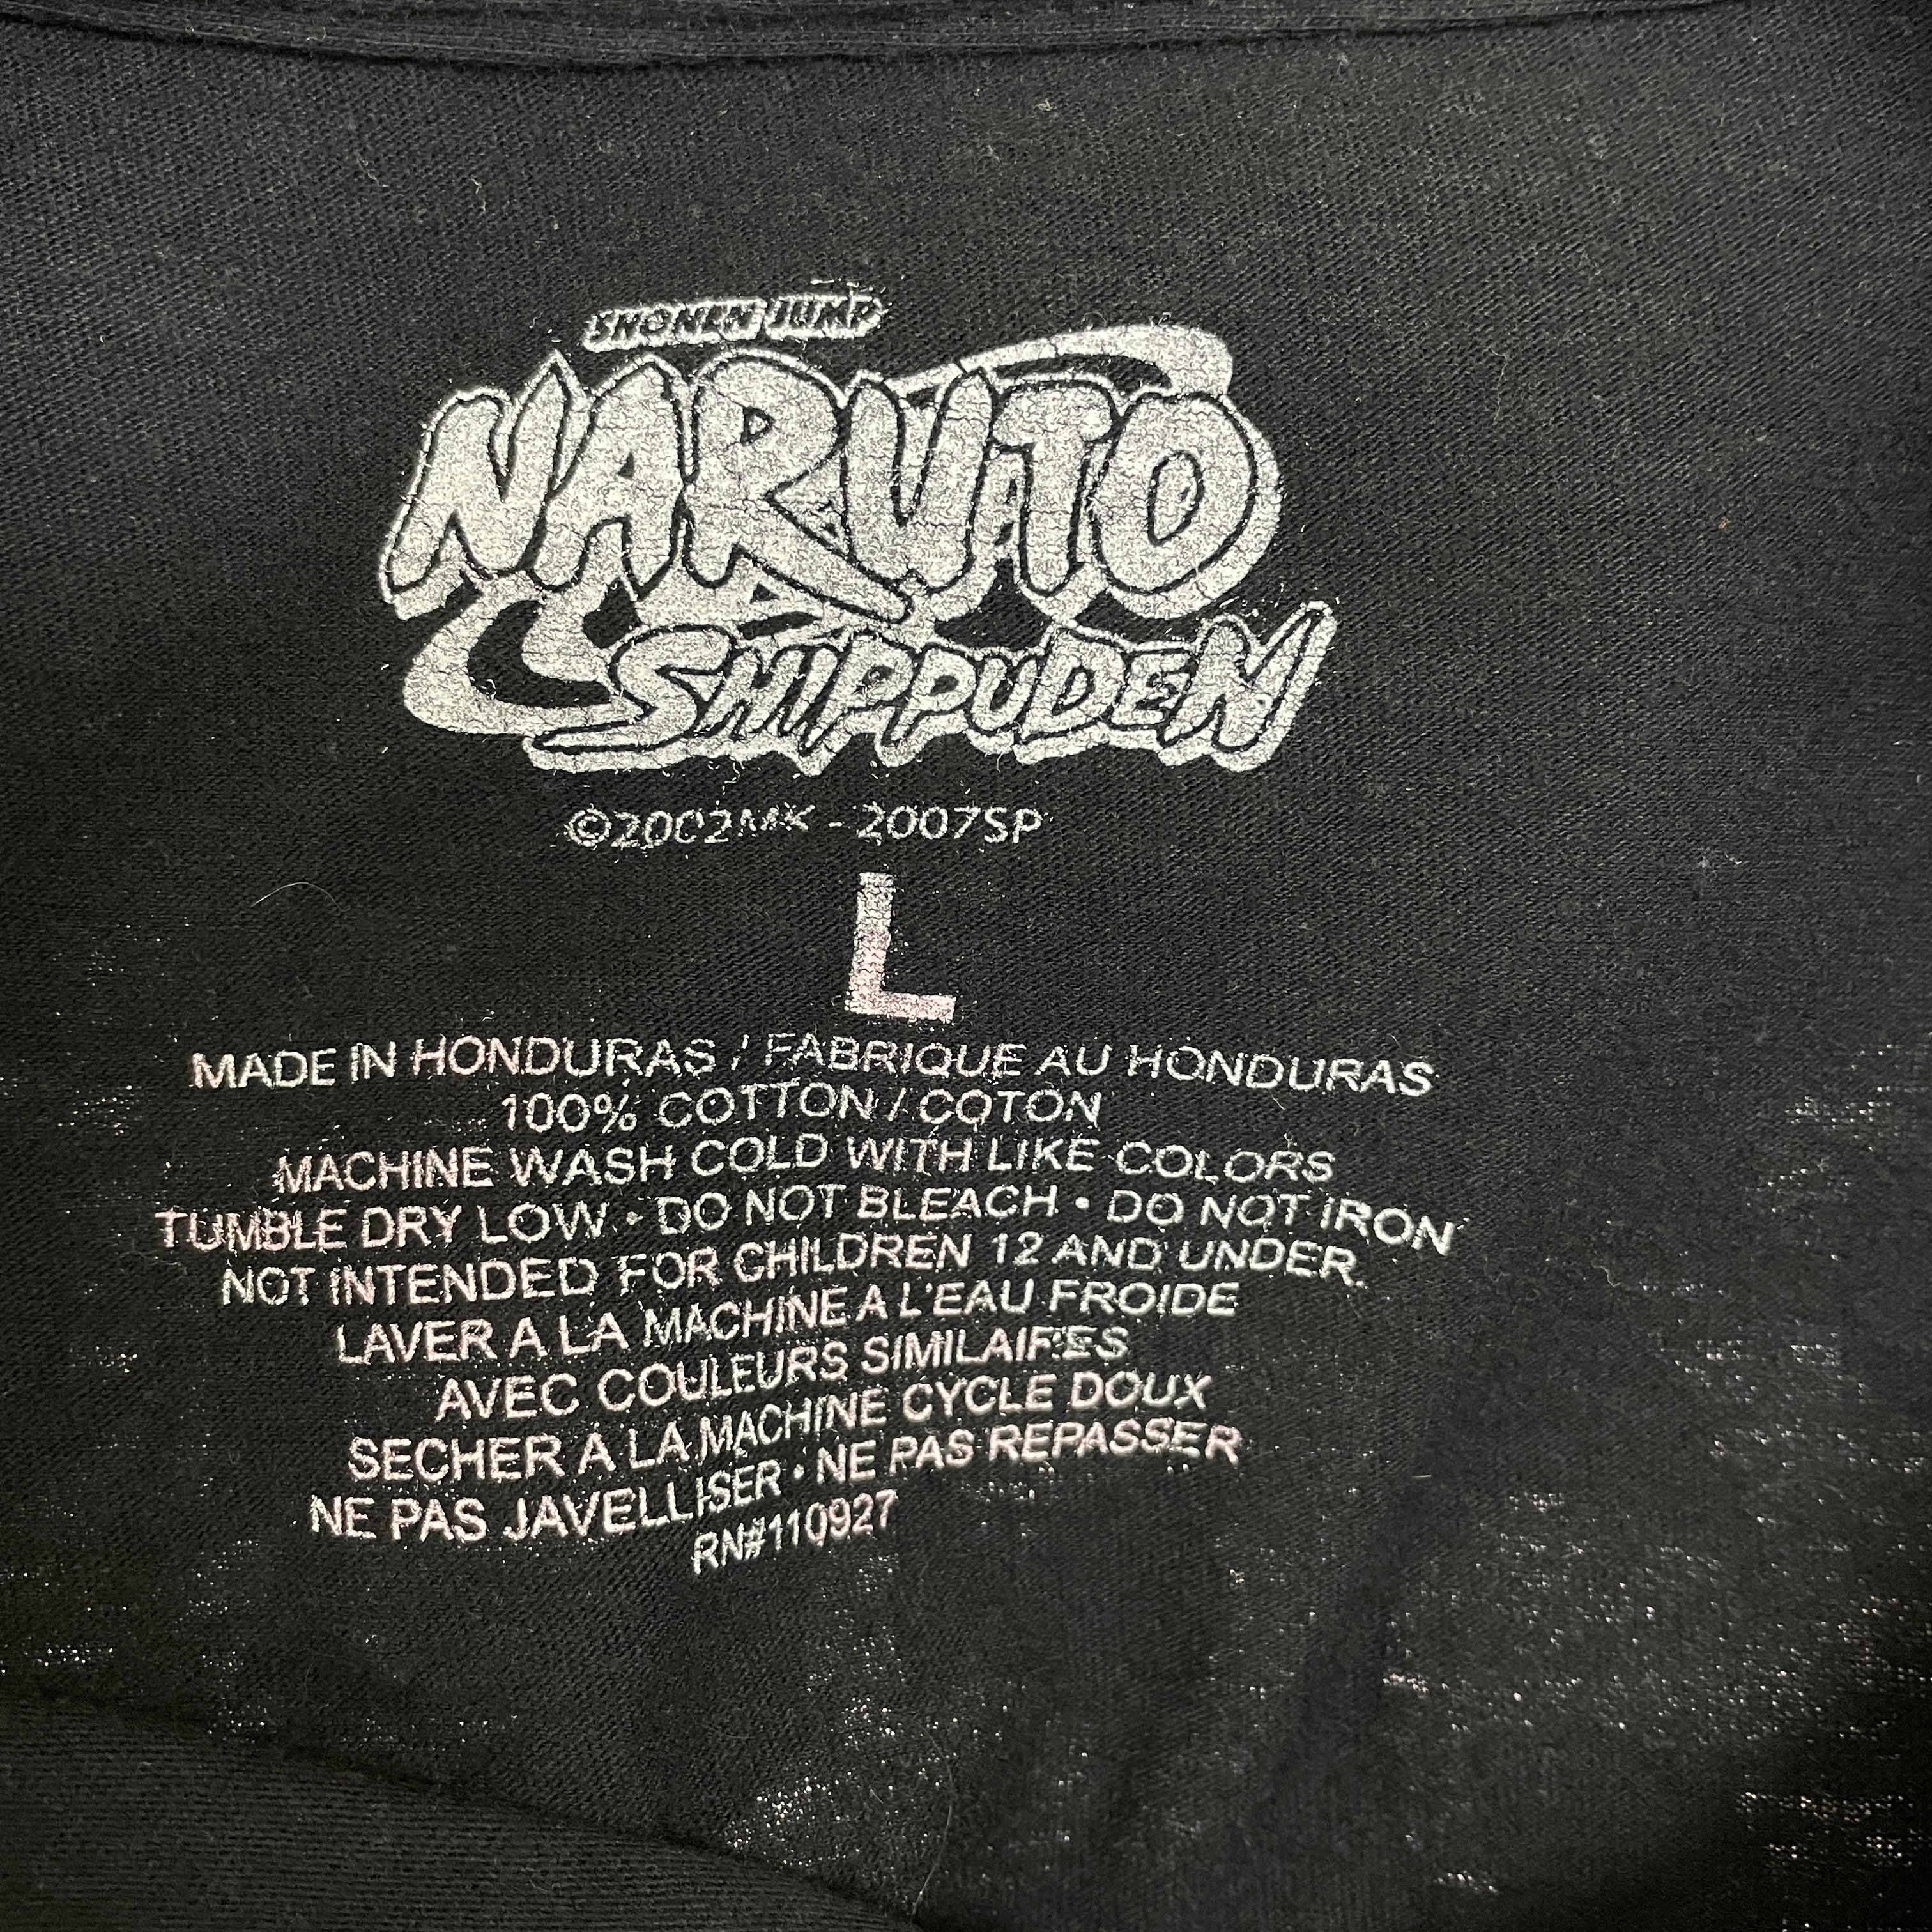 SHONEN JUMP
NARUTO
SHIPPUDEN
©2002MK - 2007SP
L
MADE IN HONDURAS / FABRIQUE AU HONDURAS
100% COTTON / COTON
MACHINE WASH COLD WITH LIKE COLORS
TUMBLE DRY LOW • DO NOT BLEACH • DO NOT IRON
NOT INTENDED FOR CHILDREN 12 AND UNDER.
LAVER A LA MACHINE A L'EAU FROIDE
AVEC COULEURS SIMILAIRES
SECHER A LA MACHINE CYCLE DOUX
NE PAS JAVELLISER • NE PAS REPASSER
RN#110927